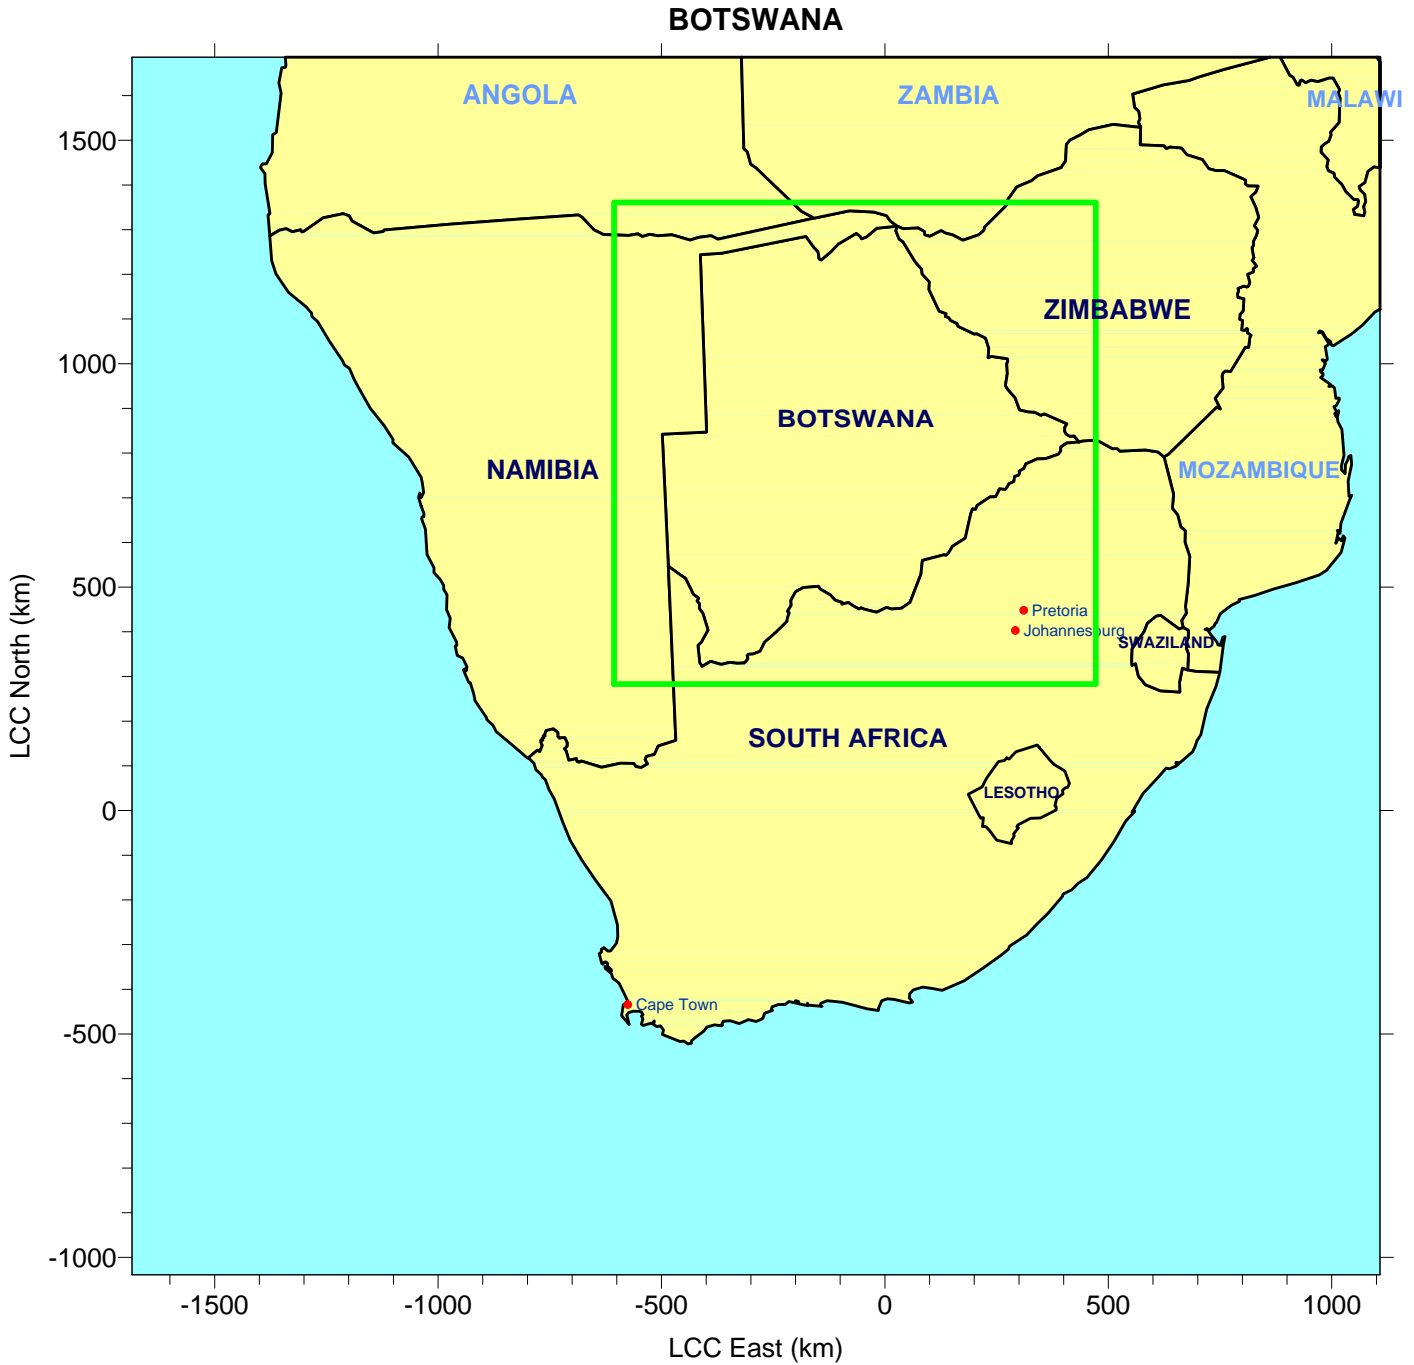 BOTSWANA
ANGOLA
ZAMBIA
MALAWI
1500
ZIMBABWE
1000
BOTSWANA
NAMIBIA
MOZAMBIQUE
500
Pretoria
Johannesburg
SWAZILAND
LCC North (km)
SOUTH AFRICA
LESOTHO
0
Cape Town
-500
-1000
-1500 -1000 -500 0 500 1000
LCC East (km)